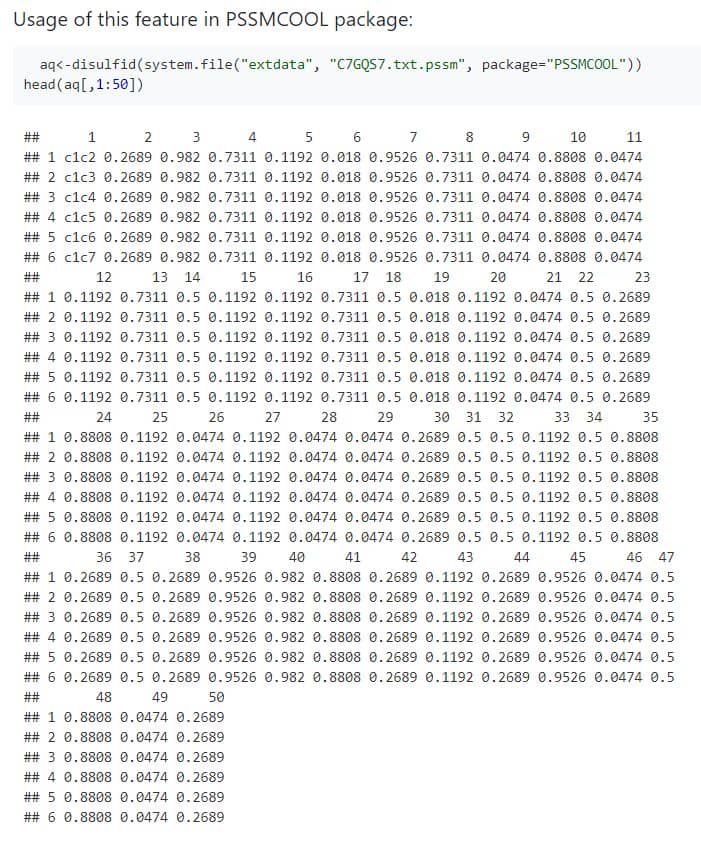 Usage of this feature in PSSMCOOL package:
aq<-disulfid(system.file("extdata", "C7GQS7.txt.pssm", package="PSSMCOOL"))
head(aq[,1:50])
## 1 2 3 4 5 6 7 8 9 10 11
## 1 c1c2 0.2689 0.982 0.7311 0.1192 0.018 0.9526 0.7311 0.0474 0.8808 0.0474
## 2 c1c3 0.2689 0.982 0.7311 0.1192 0.018 0.9526 0.7311 0.0474 0.8808 0.0474
## 3 c1c4 0.2689 0.982 0.7311 0.1192 0.018 0.9526 0.7311 0.0474 0.8808 0.0474
## 4 c1c5 0.2689 0.982 0.7311 0.1192 0.018 0.9526 0.7311 0.0474 0.8808 0.0474
## 5 c1c6 0.2689 0.982 0.7311 0.1192 0.018 0.9526 0.7311 0.0474 0.8808 0.0474
## 6 c1c7 0.2689 0.982 0.7311 0.1192 0.018 0.9526 0.7311 0.0474 0.8808 0.0474
## 12 13 14 15 16 17 18 19 20 21 22 23
## 1 0.1192 0.7311 0.5 0.1192 0.1192 0.7311 0.5 0.018 0.1192 0.0474 0.5 0.2689
## 2 0.1192 0.7311 0.5 0.1192 0.1192 0.7311 0.5 0.018 0.1192 0.0474 0.5 0.2689
## 3 0.1192 0.7311 0.5 0.1192 0.1192 0.7311 0.5 0.018 0.1192 0.0474 0.5 0.2689
## 4 0.1192 0.7311 0.5 0.1192 0.1192 0.7311 0.5 0.018 0.1192 0.0474 0.5 0.2689
## 5 0.1192 0.7311 0.5 0.1192 0.1192 0.7311 0.5 0.018 0.1192 0.0474 0.5 0.2689
## 6 0.1192 0.7311 0.5 0.1192 0.1192 0.7311 0.5 0.018 0.1192 0.0474 0.5 0.2689
## 24 25 26 27 28 29 30 31 32 33 34 35
## 1 0.8808 0.1192 0.0474 0.1192 0.0474 0.0474 0.2689 0.5 0.5 0.1192 0.5 0.8808
## 2 0.8808 0.1192 0.0474 0.1192 0.0474 0.0474 0.2689 0.5 0.5 0.1192 0.5 0.8808
## 3 0.8808 0.1192 0.0474 0.1192 0.0474 0.0474 0.2689 0.5 0.5 0.1192 0.5 0.8808
## 4 0.8808 0.1192 0.0474 0.1192 0.0474 0.0474 0.2689 0.5 0.5 0.1192 0.5 0.8808
## 5 0.8808 0.1192 0.0474 0.1192 0.0474 0.0474 0.2689 0.5 0.5 0.1192 0.5 0.8808
## 6 0.8808 0.1192 0.0474 0.1192 0.0474 0.0474 0.2689 0.5 0.5 0.1192 0.5 0.8808
## 36 37 38 39 40 41 42 43 44 45 46 47
## 1 0.2689 0.5 0.2689 0.9526 0.982 0.8808 0.2689 0.1192 0.2689 0.9526 0.0474 0.5
## 2 0.2689 0.5 0.2689 0.9526 0.982 0.8808 0.2689 0.1192 0.2689 0.9526 0.0474 0.5
## 3 0.2689 0.5 0.2689 0.9526 0.982 0.8808 0.2689 0.1192 0.2689 0.9526 0.0474 0.5
## 4 0.2689 0.5 0.2689 0.9526 0.982 0.8808 0.2689 0.1192 0.2689 0.9526 0.0474 0.5
## 5 0.2689 0.5 0.2689 0.9526 0.982 0.8808 0.2689 0.1192 0.2689 0.9526 0.0474 0.5
## 6 0.2689 0.5 0.2689 0.9526 0.982 0.8808 0.2689 0.1192 0.2689 0.9526 0.0474 0.5
## 48 49 50
## 1 0.8808 0.0474 0.2689
## 2 0.8808 0.0474 0.2689
## 3 0.8808 0.0474 0.2689
## 4 0.8808 0.0474 0.2689
## 5 0.8808 0.0474 0.2689
## 6 0.8808 0.0474 0.2689